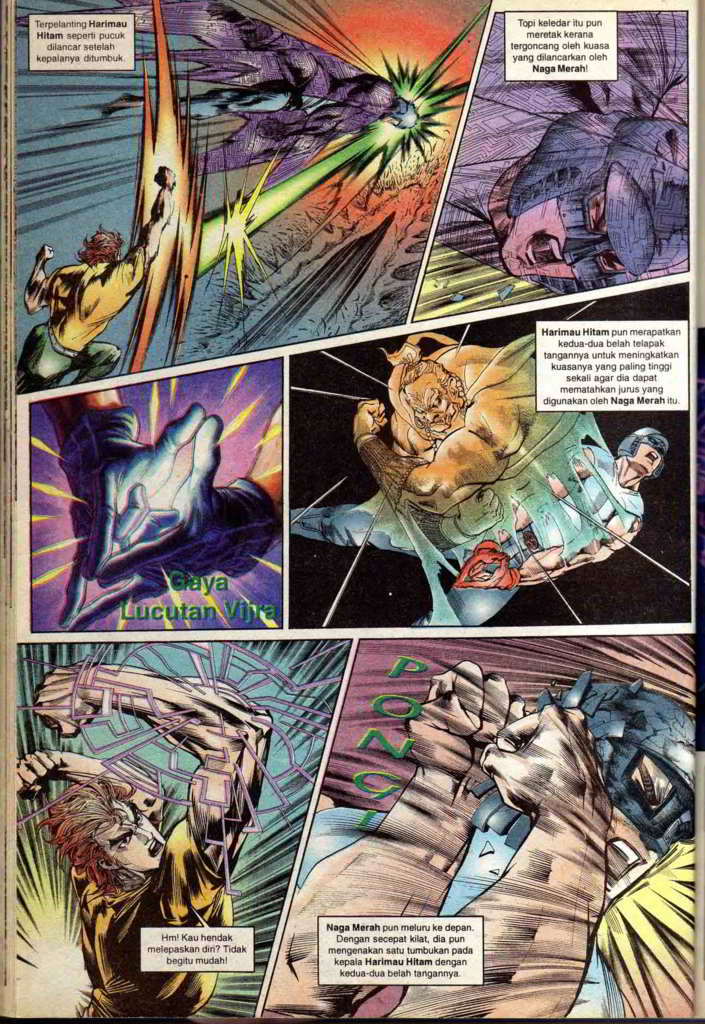 Terpelanting Harimau
Hitam seperti pucuk
dilancar setelah
kepalanya ditumbuk.
Topi keledar itu pun
meretak kerana
tergoncang oleh kuasa
yang dilancarkan oleh
Naga Merah!
Harimau Hitam pun merapatkan
kedua-dua belah telapak
tangannya untuk meningkatkan
kuasanya yang paling tinggi
sekali agar dia dapat
mematahkan jurus yang
digunakan oleh Naga Merah itu.
Gaya
Lucutan Vijra
Hm! Kau hendak
melepaskan diri? Tidak
begitu mudah!
PONG!
Naga Merah pun meluru ke depan.
Dengan secepat kilat, dia pun
mengenakan satu tumbukan pada
kepala Harimau Hitam dengan
kedua-dua belah tangannya.